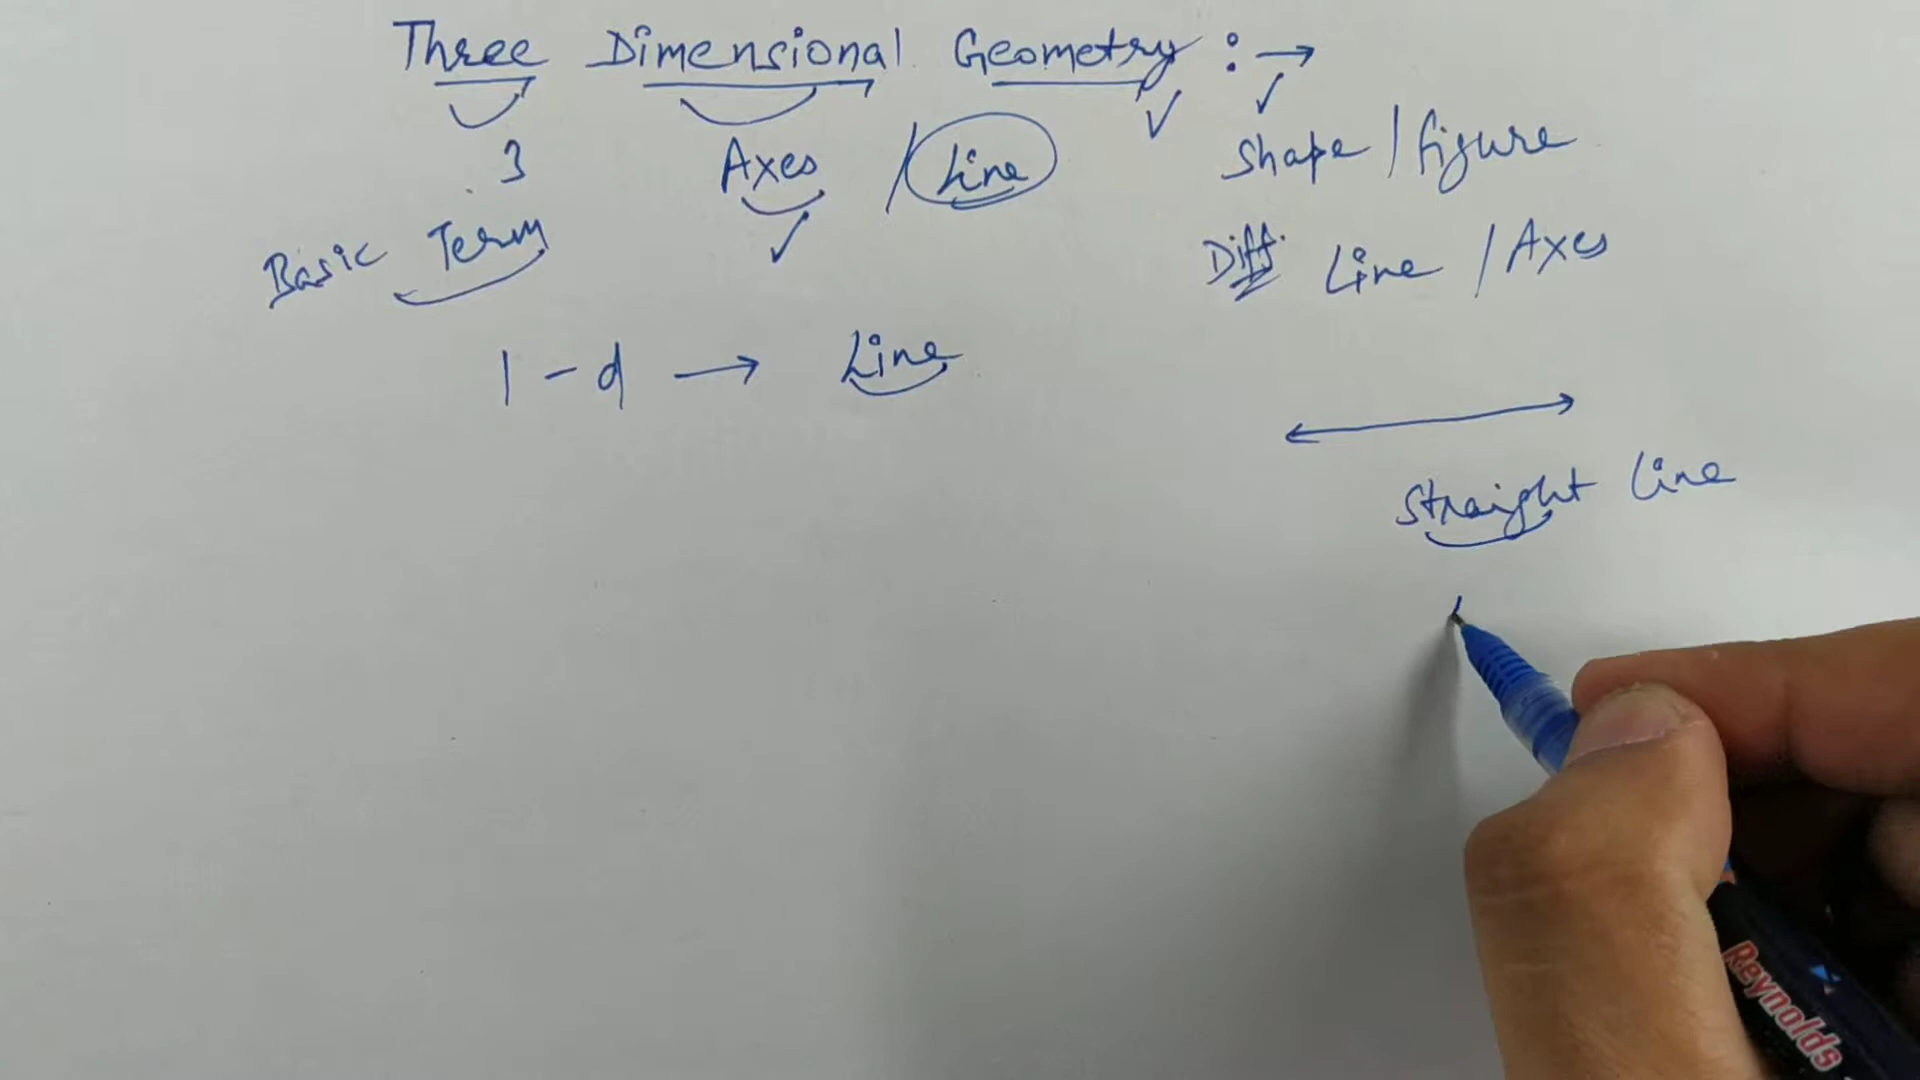 Three Dimensional Geometry :→
3 Axes / Line Shape / figure
Basic Term
Diff. Line / Axes
1 - d → Line
Straight Line
Reynolds